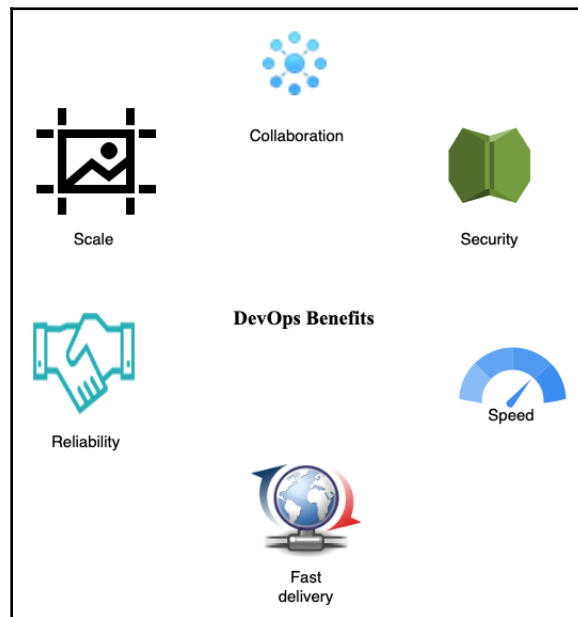 Collaboration
Scale
Security
DevOps Benefits
Speed
Reliability
Fast
delivery